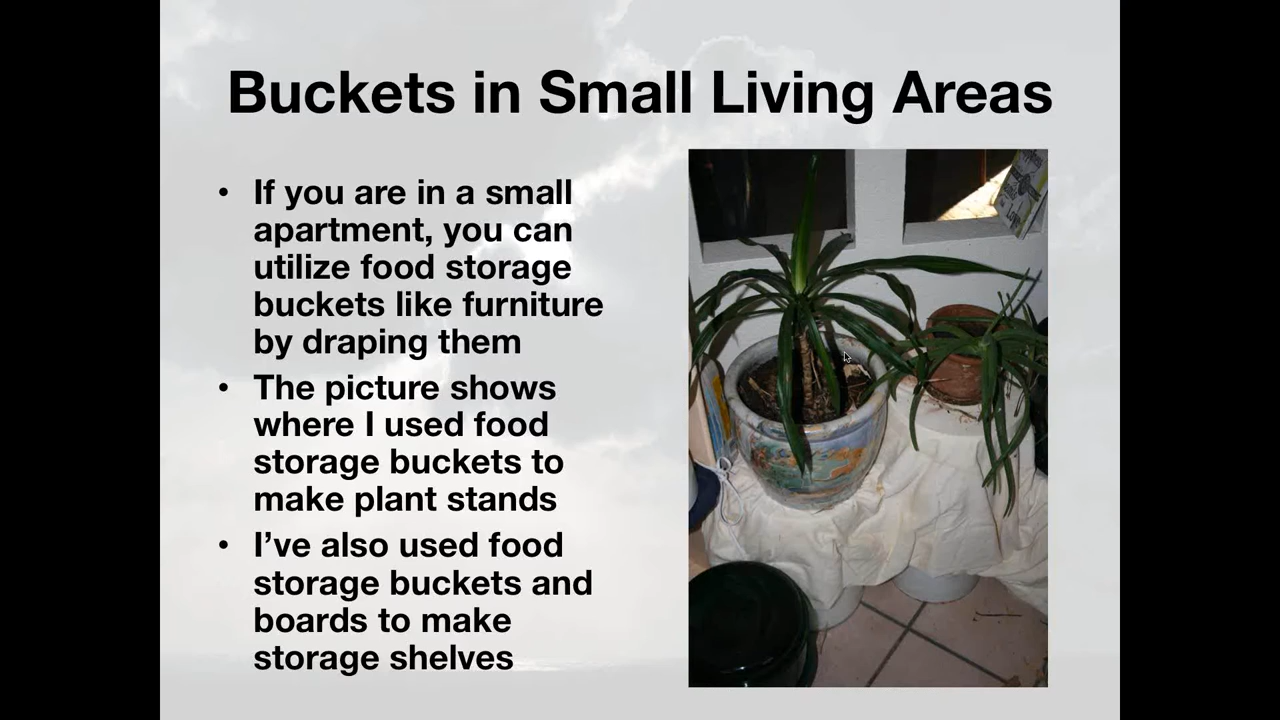 Buckets in Small Living Areas
• If you are in a small
apartment, you can
utilize food storage
buckets like furniture
by draping them
• The picture shows
where I used food
storage buckets to
make plant stands
• I’ve also used food
storage buckets and
boards to make
storage shelves